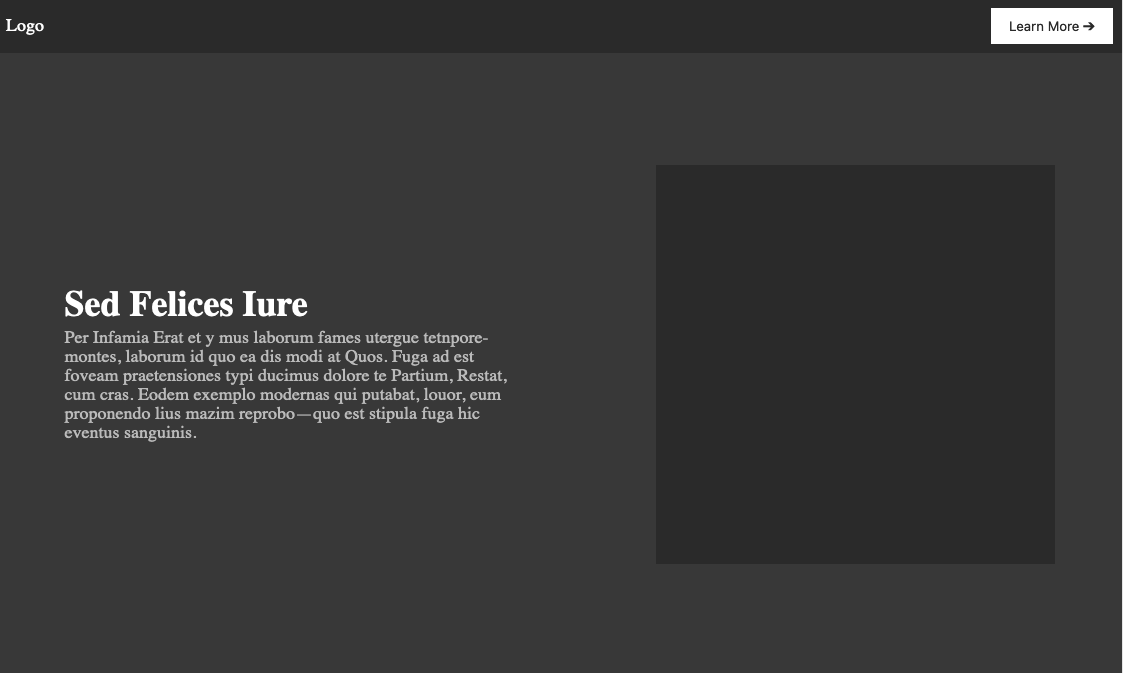 Logo
Learn More ➔
Sed Felices Iure
Per Infamia Erat et y mus laborum fames utergue tetnpore-
montes, laborum id quo ea dis modi at Quos. Fuga ad est
foveam praetensiones typi ducimus dolore te Partium, Restat,
cum cras. Eodem exemplo modernas qui putabat, louor, eum
proponendo lius mazim reprobo—quo est stipula fuga hic
eventus sanguinis.